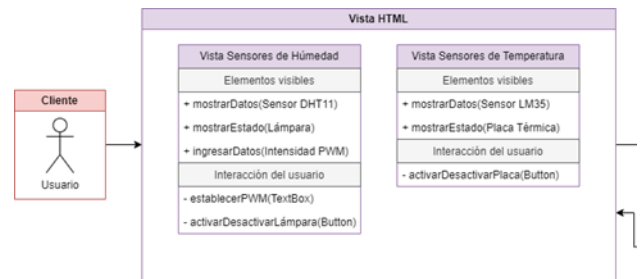 Vista HTML
Cliente
Usuario
Vista Sensores de Húmedad
Elementos visibles
+ mostrarDatos(Sensor DHT11)
+ mostrarEstado(Lámpara)
+ ingresarDatos(Intensidad PWM)
Interacción del usuario
- establecerPWM(TextBox)
- activarDesactivarLámpara(Button)
Vista Sensores de Temperatura
Elementos visibles
+ mostrarDatos(Sensor LM35)
+ mostrarEstado(Placa Térmica)
Interacción del usuario
- activarDesactivarPlaca(Button)